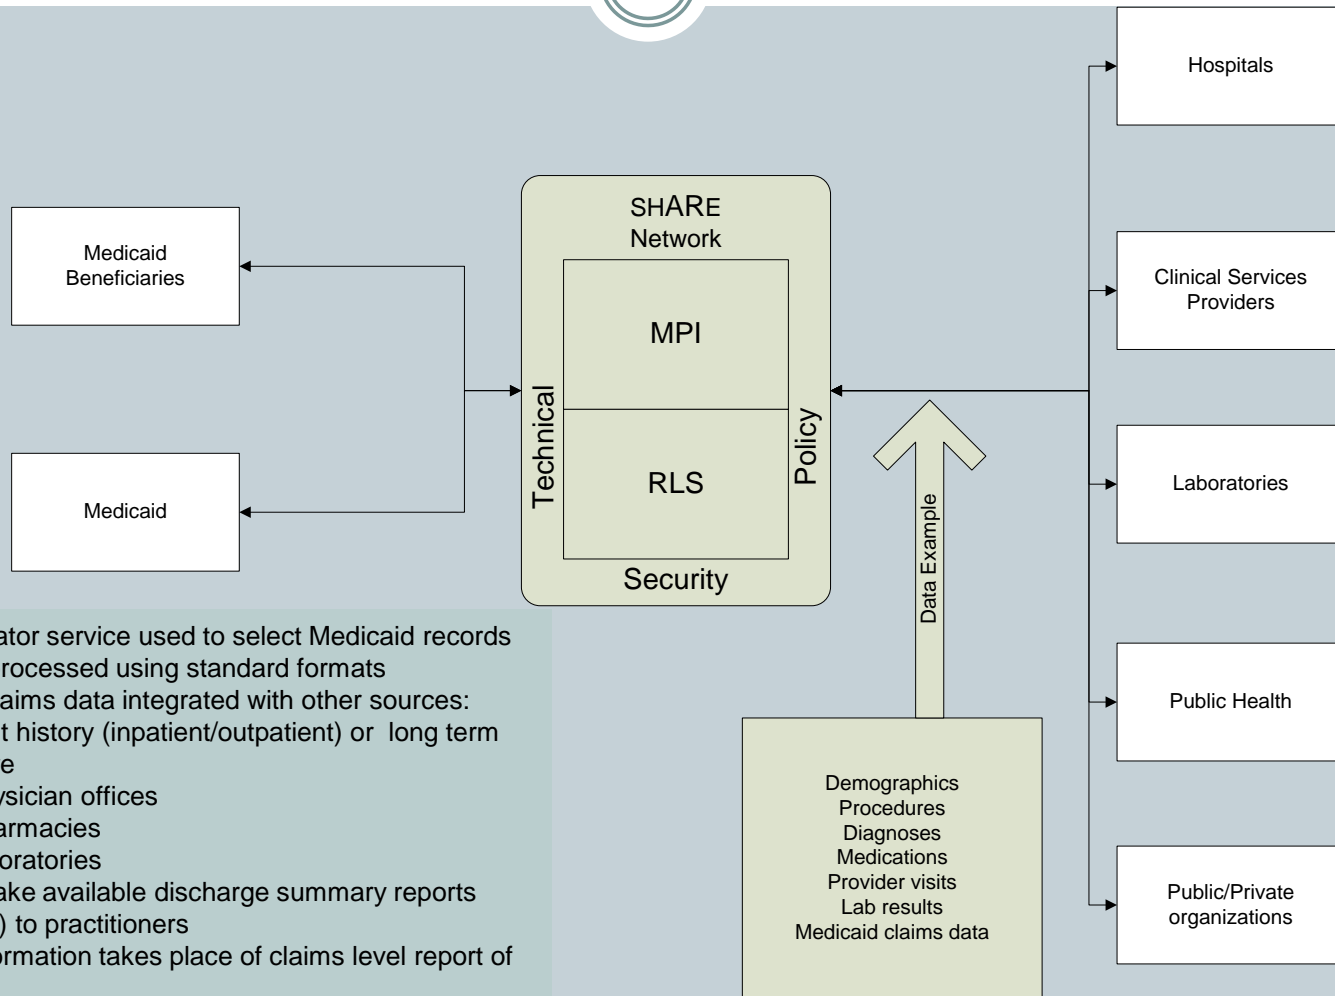 Hospitals
SHARE
Network
Medicaid
Beneficiaries
Clinical Services
Providers
MPI
Technical
Policy
RLS
Laboratories
Medicaid
Data Example
Security
ator service used to select Medicaid records
rocessed using standard formats
aims data integrated with other sources:
t history (inpatient/outpatient) or long term
e
ysician offices
armacies
oratories
ake available discharge summary reports
) to practitioners
ormation takes place of claims level report of
Public Health
Demographics
Procedures
Diagnoses
Medications
Provider visits
Lab results
Medicaid claims data
Public/Private
organizations